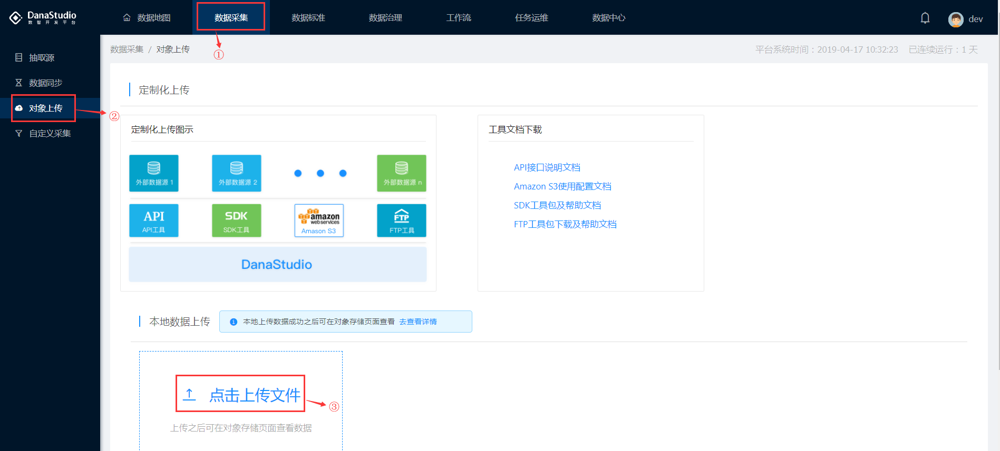 DanaStudio
数智开发平台
数据地图
数据采集
数据标准
数据治理
工作流
任务运维
数据中心
dev
①
抽取源
数据同步
对象上传
②
自定义采集
数据采集 / 对象上传
平台系统时间：2019-04-17 10:32:23 已连续运行：1 天
定制化上传
定制化上传图示
外部数据源 1
外部数据源 2
外部数据源 n
API
API工具
SDK
SDK工具
amazon
webservices
Amason S3
FTP
FTP工具
DanaStudio
工具文档下载
API接口说明文档
Amazon S3使用配置文档
SDK工具包及帮助文档
FTP工具包下载及帮助文档
本地数据上传
本地上传数据成功之后可在对象存储页面查看 去查看详情
点击上传文件
③
上传之后可在对象存储页面查看数据